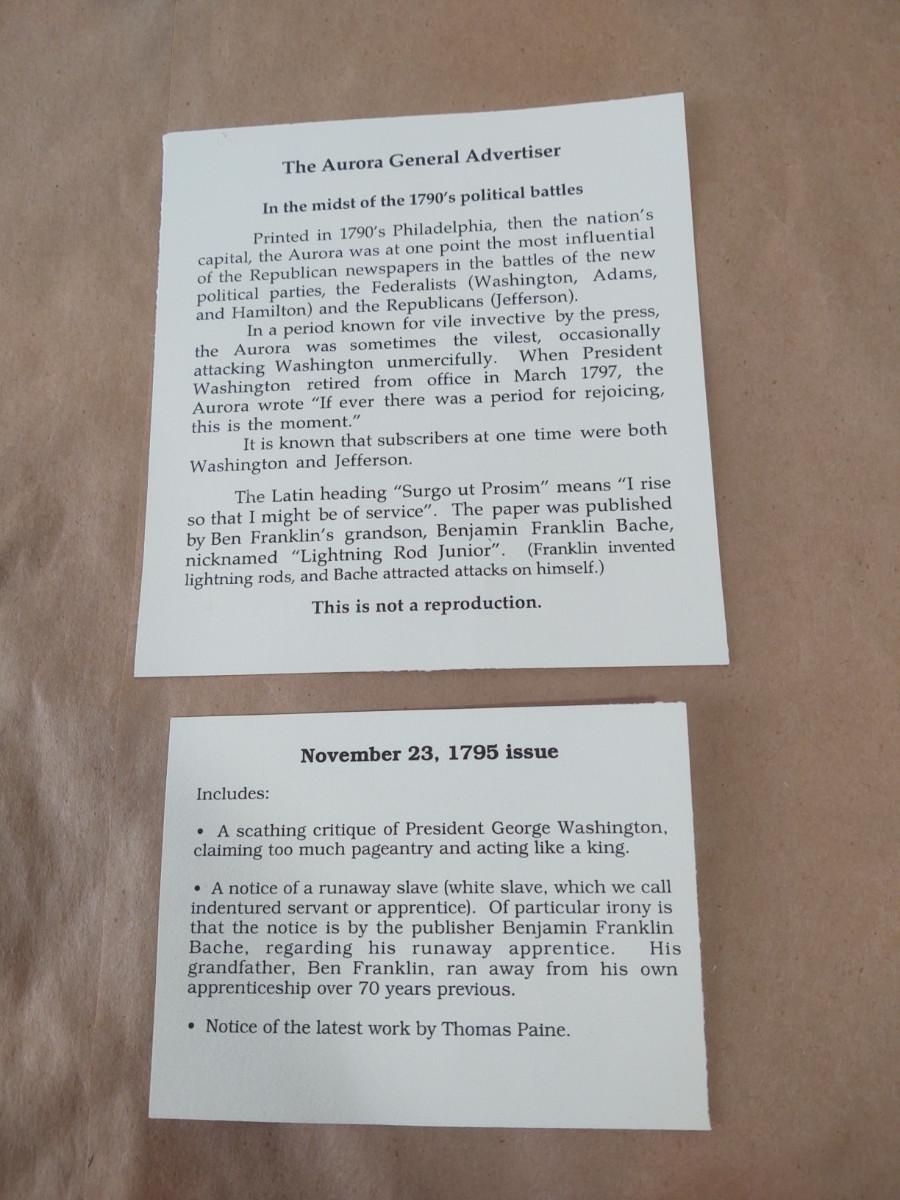 The Aurora General Advertiser
In the midst of the 1790's political battles
Printed in 1790's Philadelphia, then the nation's
capital, the Aurora was at one point the most influential
of the Republican newspapers in the battles of the new
political parties, the Federalists (Washington, Adams,
and Hamilton) and the Republicans (Jefferson).
In a period known for vile invective by the press,
the Aurora was sometimes the vilest, occasionally
attacking Washington unmercifully. When President
Washington retired from office in March 1797, the
Aurora wrote "If ever there was a period for rejoicing,
this is the moment."
It is known that subscribers at one time were both
Washington and Jefferson.
The Latin heading "Surgo ut Prosim" means "I rise
so that I might be of service". The paper was published
by Ben Franklin's grandson, Benjamin Franklin Bache,
nicknamed "Lightning Rod Junior". (Franklin invented
lightning rods, and Bache attracted attacks on himself.)
This is not a reproduction.
November 23, 1795 issue
Includes:
• A scathing critique of President George Washington,
claiming too much pageantry and acting like a king.
• A notice of a runaway slave (white slave, which we call
indentured servant or apprentice). Of particular irony is
that the notice is by the publisher Benjamin Franklin
Bache, regarding his runaway apprentice. His
grandfather, Ben Franklin, ran away from his own
apprenticeship over 70 years previous.
• Notice of the latest work by Thomas Paine.